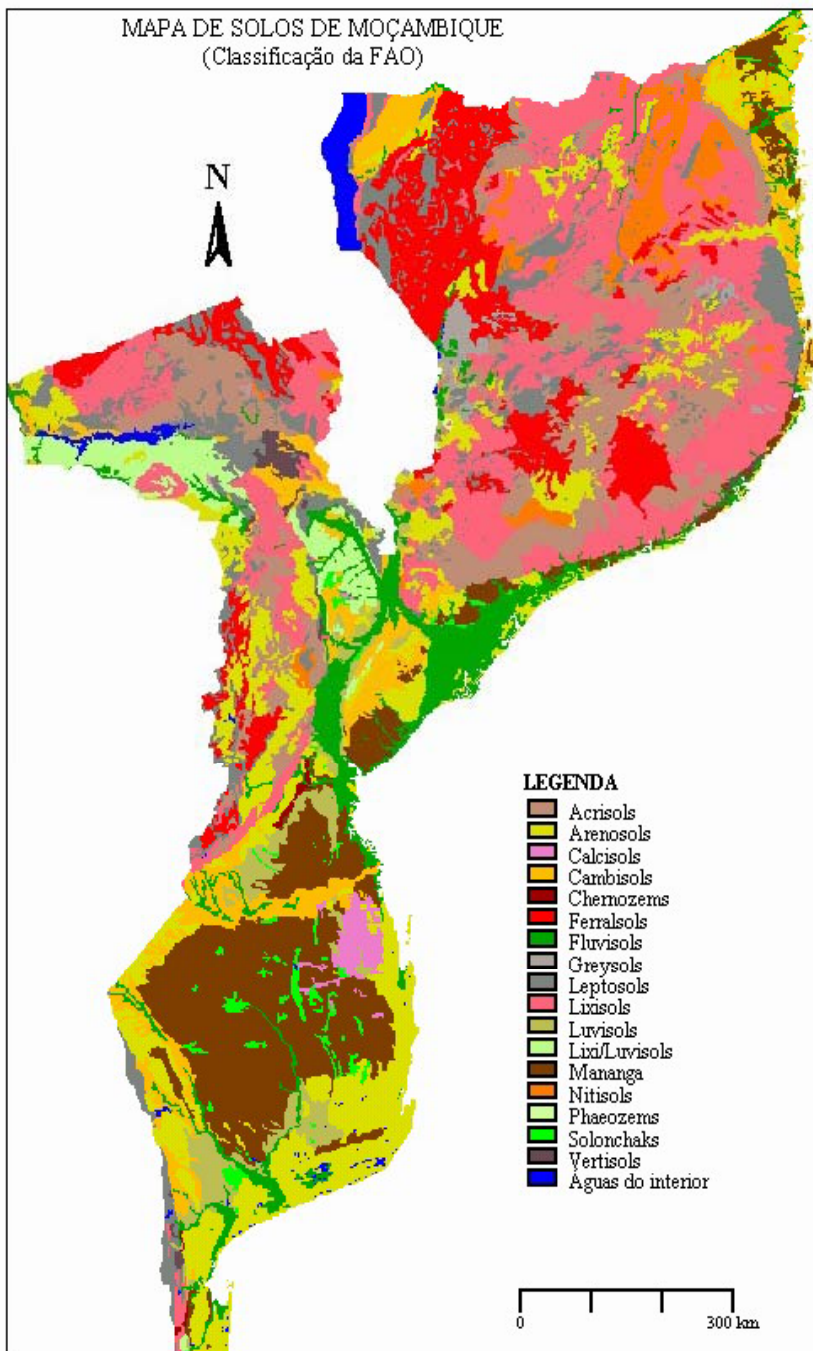 MAPA DE SOLOS DE MOÇAMBIQUE
(Classificação da FAO)
N
LEGENDA
Acrisols
Arenosols
Calcisols
Cambisols
Chernozems
Ferralsols
Fluvisols
Greysols
Leptosols
Lixisols
Luvisols
Lixi/Luvisols
Mananga
Nitisols
Phaeozems
Solonchaks
Vertisols
Aguas do interior
0 300 km